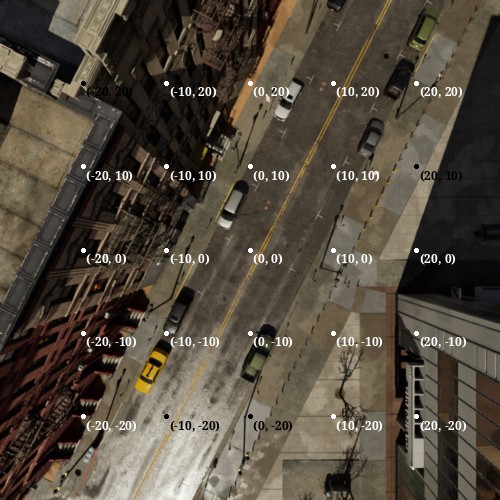 (-20, 20) (-10, 20) (0, 20) (10, 20) (20, 20)
(-20, 10) (-10, 10) (0, 10) (10, 10) (20, 10)
(-20, 0) (-10, 0) (0, 0) (10, 0) (20, 0)
(-20, -10) (-10, -10) (0, -10) (10, -10) (20, -10)
(-20, -20) (-10, -20) (0, -20) (10, -20) (20, -20)